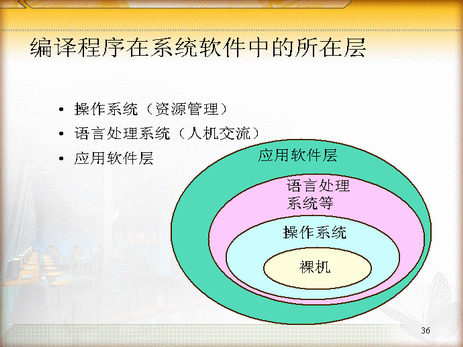 编译程序在系统软件中的所在层
• 操作系统（资源管理）
• 语言处理系统（人机交流）
• 应用软件层
应用软件层
语言处理
系统等
操作系统
裸机
36